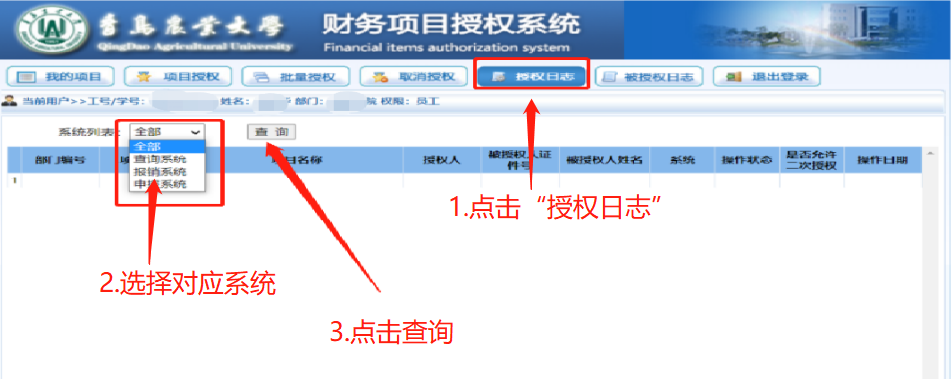 青岛农业大学
QingDao Agricultural University
财务项目授权系统
Financial items authorization system
我的项目 项目授权 批量授权 取消授权 授权日志 被授权日志 退出登录
当前用户>>工号/学号: 姓名: 部门: 院 权限: 员工
系统列表: 全部 查 询
全部
查询系统
报销系统
系统
部门编号 项目名称 授权人 被授权人证件号 被授权人姓名 系统 操作状态 是否允许二次授权 操作日期
1
1.点击“授权日志”
2.选择对应系统
3.点击查询